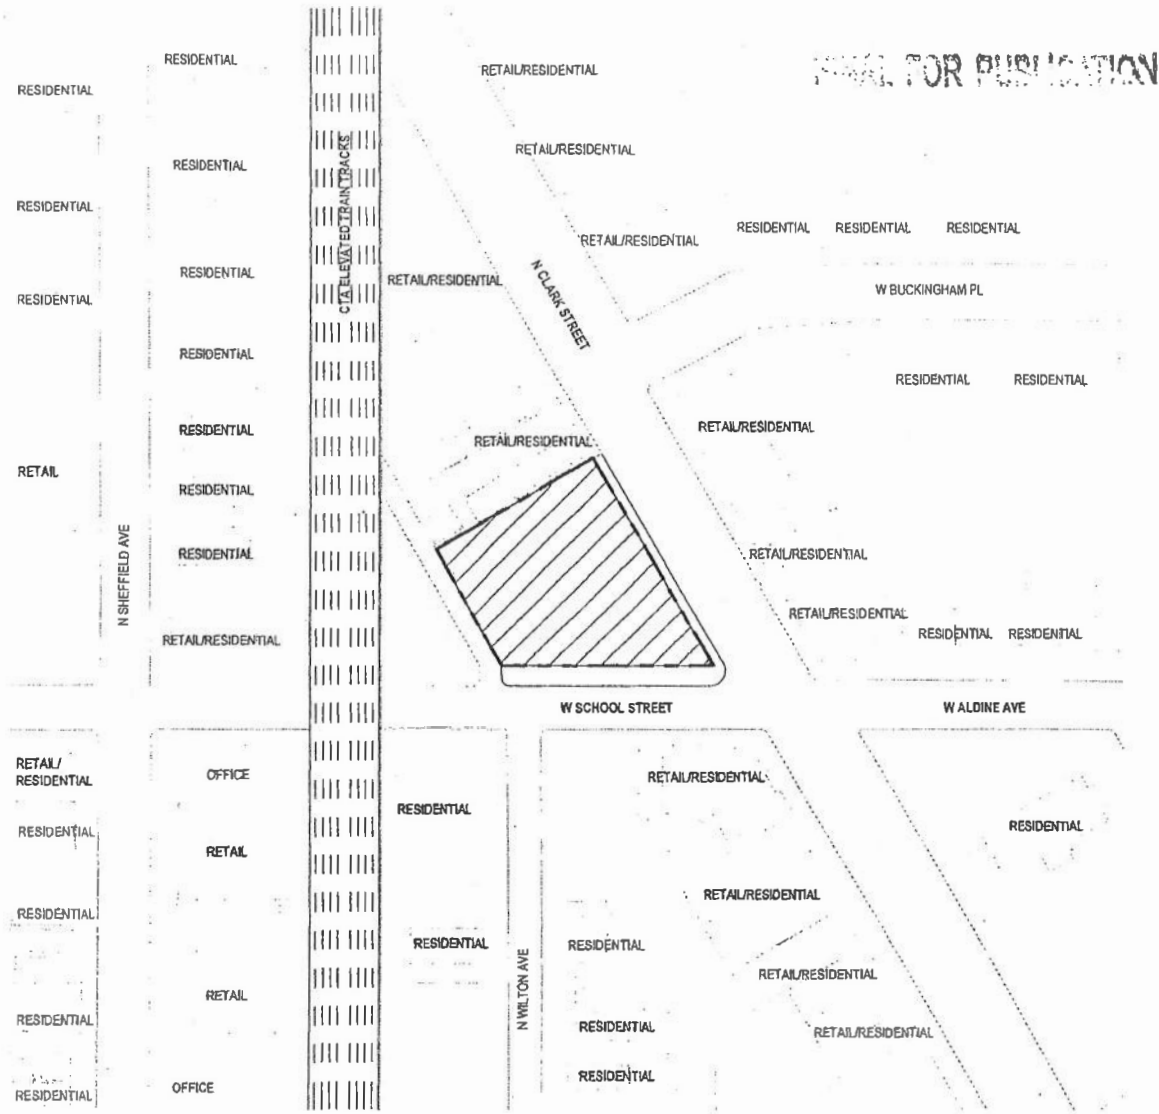 FINAL FOR PUBLICATION
RESIDENTIAL
RETAIL/RESIDENTIAL
RESIDENTIAL
CTA ELEVATED TRAIN TRACKS
RETAIL/RESIDENTIAL
RESIDENTIAL
RESIDENTIAL
RETAIL/RESIDENTIAL
RESIDENTIAL RESIDENTIAL RESIDENTIAL
RESIDENTIAL
RETAIL/RESIDENTIAL
N CLARK STREET
W BUCKINGHAM PL
RESIDENTIAL
RESIDENTIAL
RESIDENTIAL RESIDENTIAL
RESIDENTIAL
RETAIL/RESIDENTIAL
RETAIL/RESIDENTIAL
RETAIL
RESIDENTIAL
N SHEFFIELD AVE
RESIDENTIAL
RETAIL/RESIDENTIAL
RETAIL/RESIDENTIAL
RETAIL/RESIDENTIAL
RESIDENTIAL RESIDENTIAL
W SCHOOL STREET
W ALDINE AVE
RETAIL/
RESIDENTIAL
OFFICE
RETAIL/RESIDENTIAL
RESIDENTIAL
RESIDENTIAL
RESIDENTIAL
RETAIL
RETAIL/RESIDENTIAL
RESIDENTIAL
RESIDENTIAL
N WILTON AVE
RESIDENTIAL
RETAIL/RESIDENTIAL
RETAIL
RESIDENTIAL
RESIDENTIAL
RETAIL/RESIDENTIAL
RESIDENTIAL
OFFICE
RESIDENTIAL